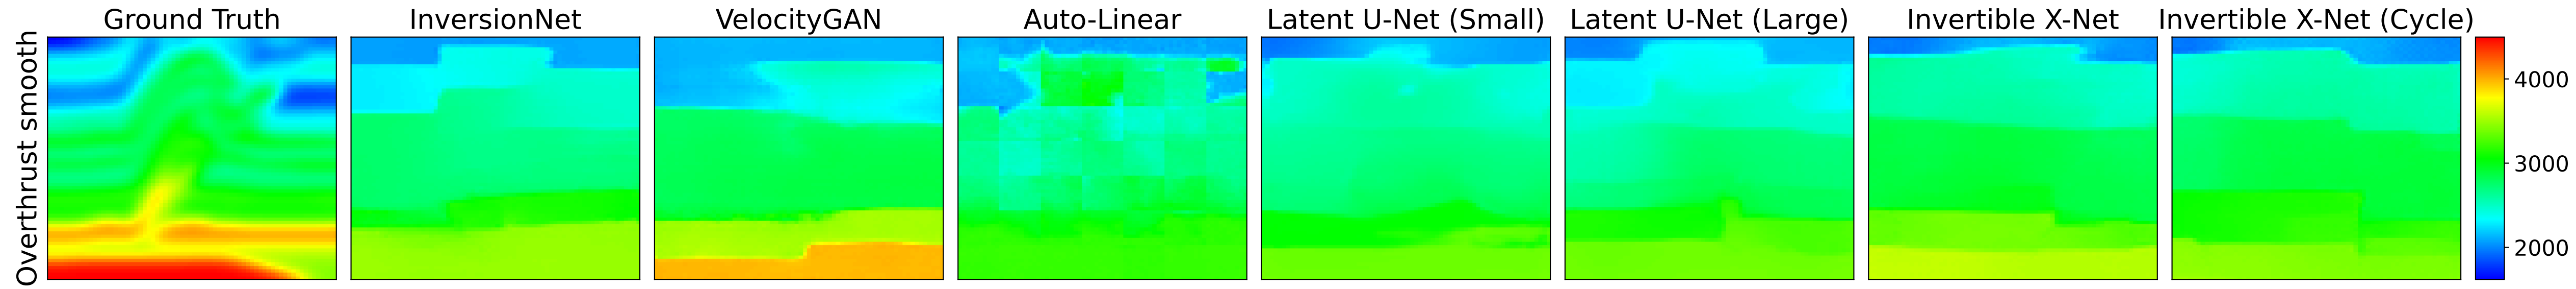 Ground Truth
InversionNet
VelocityGAN
Auto-Linear
Latent U-Net (Small)
Latent U-Net (Large)
Invertible X-Net
Invertible X-Net (Cycle)
Overthrust smooth
4000
3000
2000